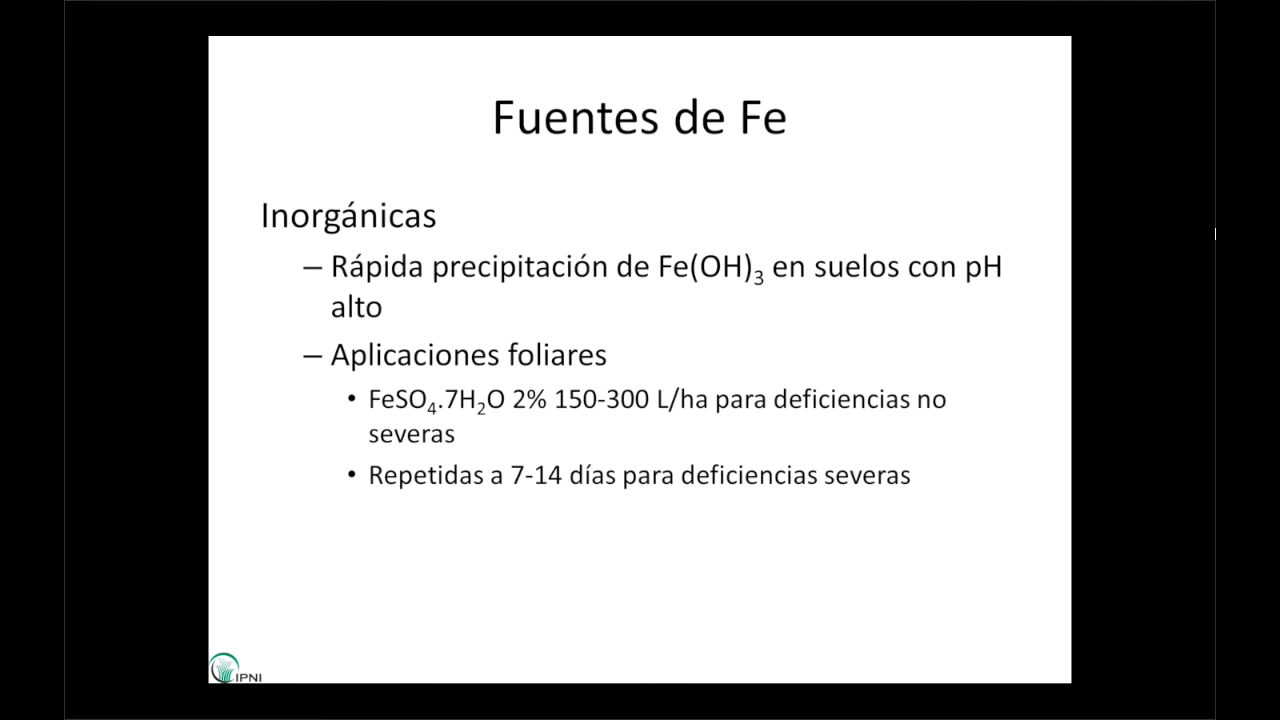 Fuentes de Fe
Inorgánicas
– Rápida precipitación de Fe(OH)₃ en suelos con pH
alto
– Aplicaciones foliares
• FeSO₄.7H₂O 2% 150-300 L/ha para deficiencias no
severas
• Repetidas a 7-14 días para deficiencias severas
IPNI